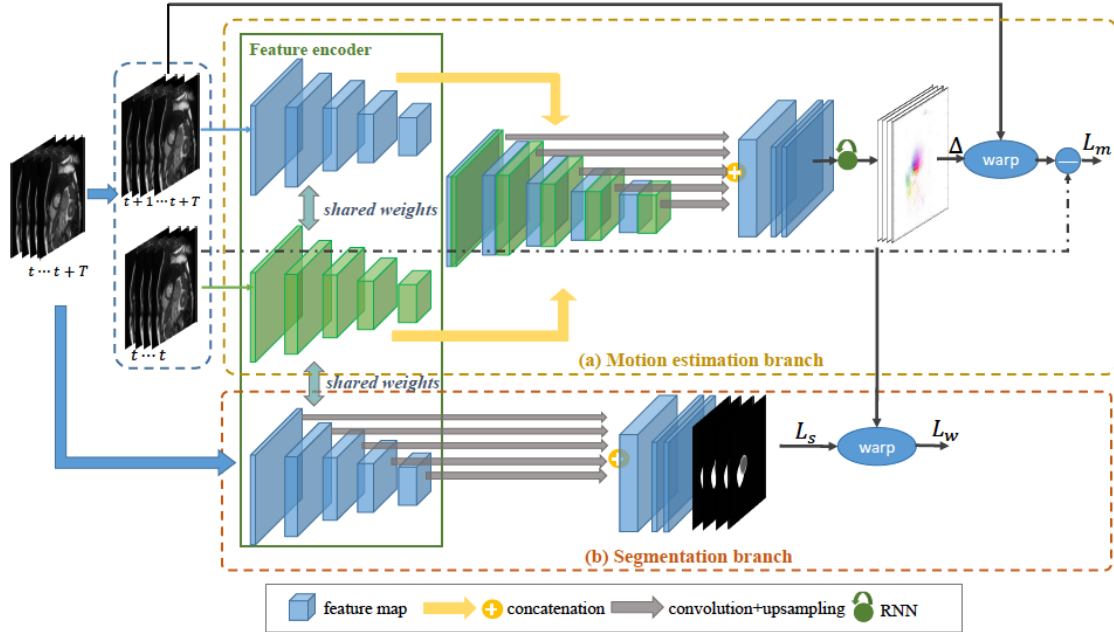 Feature encoder
t + 1 ⋯ t + T
shared weights
t ⋯ t + T
t ⋯ t
Δ
warp
L_m
(a) Motion estimation branch
shared weights
L_s
warp
L_w
(b) Segmentation branch
feature map
concatenation
convolution+upsampling
RNN